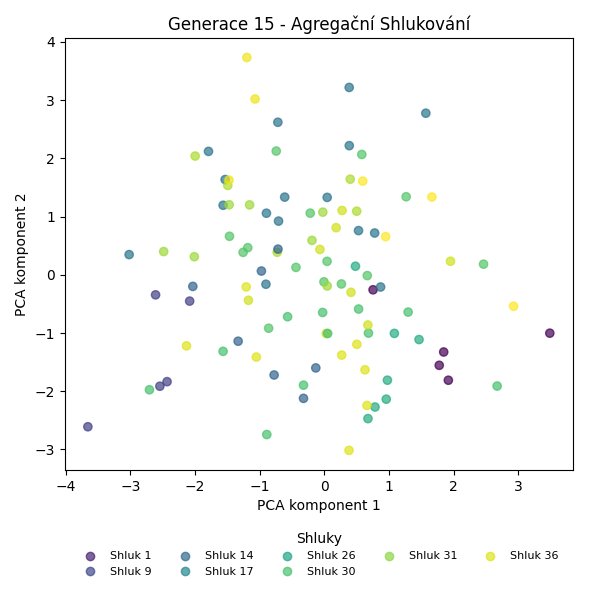 Generace 15 - Agregační Shlukování
PCA komponent 2
4
3
2
1
0
−1
−2
−3
−4 −3 −2 −1 0 1 2 3
PCA komponent 1
Shluky
Shluk 1 Shluk 14 Shluk 26 Shluk 31 Shluk 36
Shluk 9 Shluk 17 Shluk 30